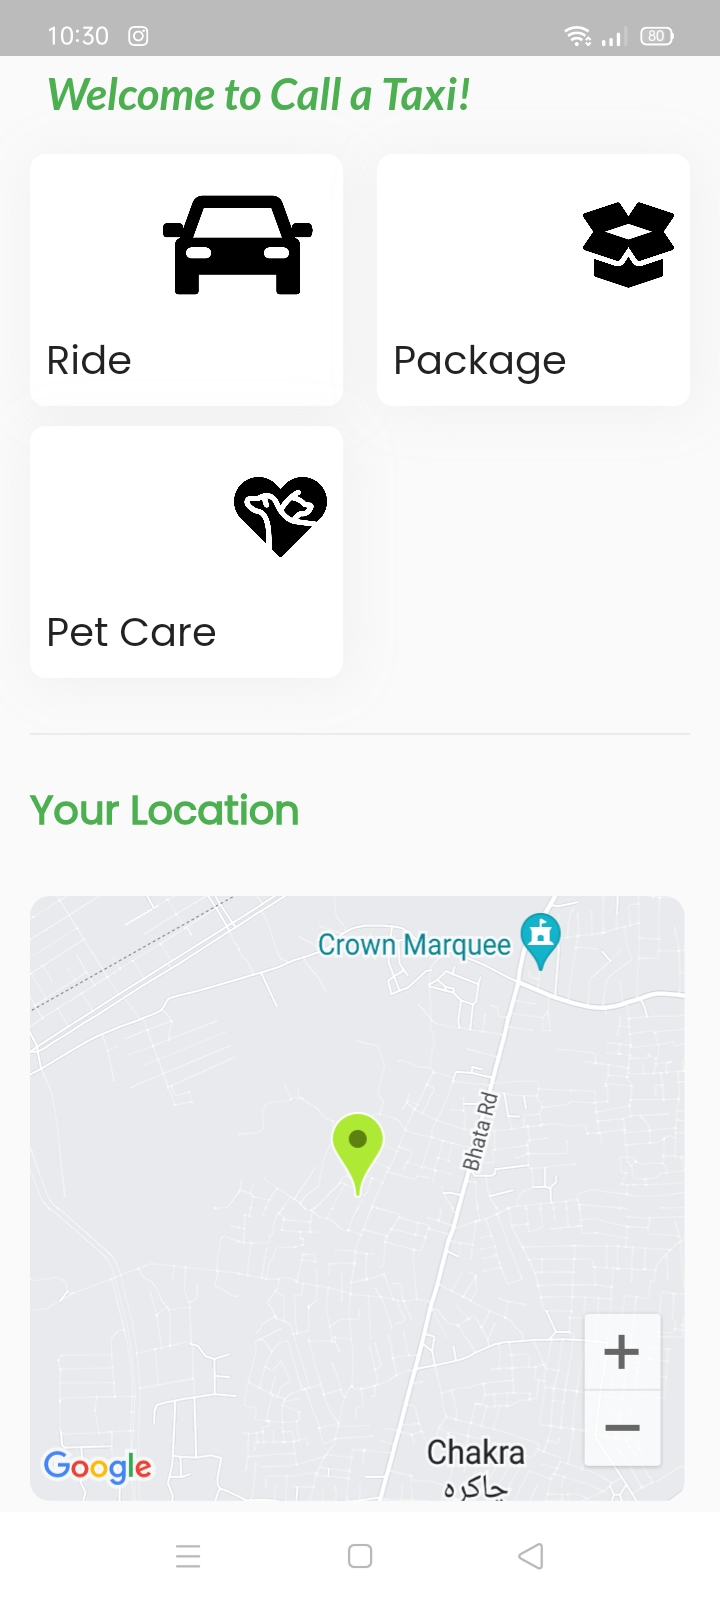 10:30
80
Welcome to Call a Taxi!
Ride
Package
Pet Care
Your Location
Crown Marquee
Bhata Rd
Chakra
چاکره
Google